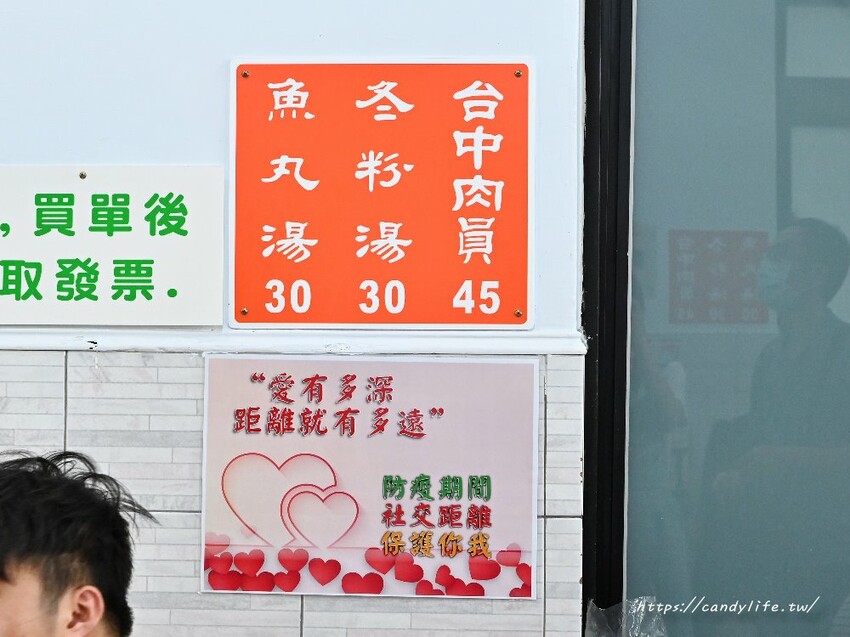 , 買單後
取發票.
台中肉員 45
冬粉湯 30
魚丸湯 30
“愛有多深
距離就有多遠”
防疫期間
社交距離
保護你我
https://candylife.tw/